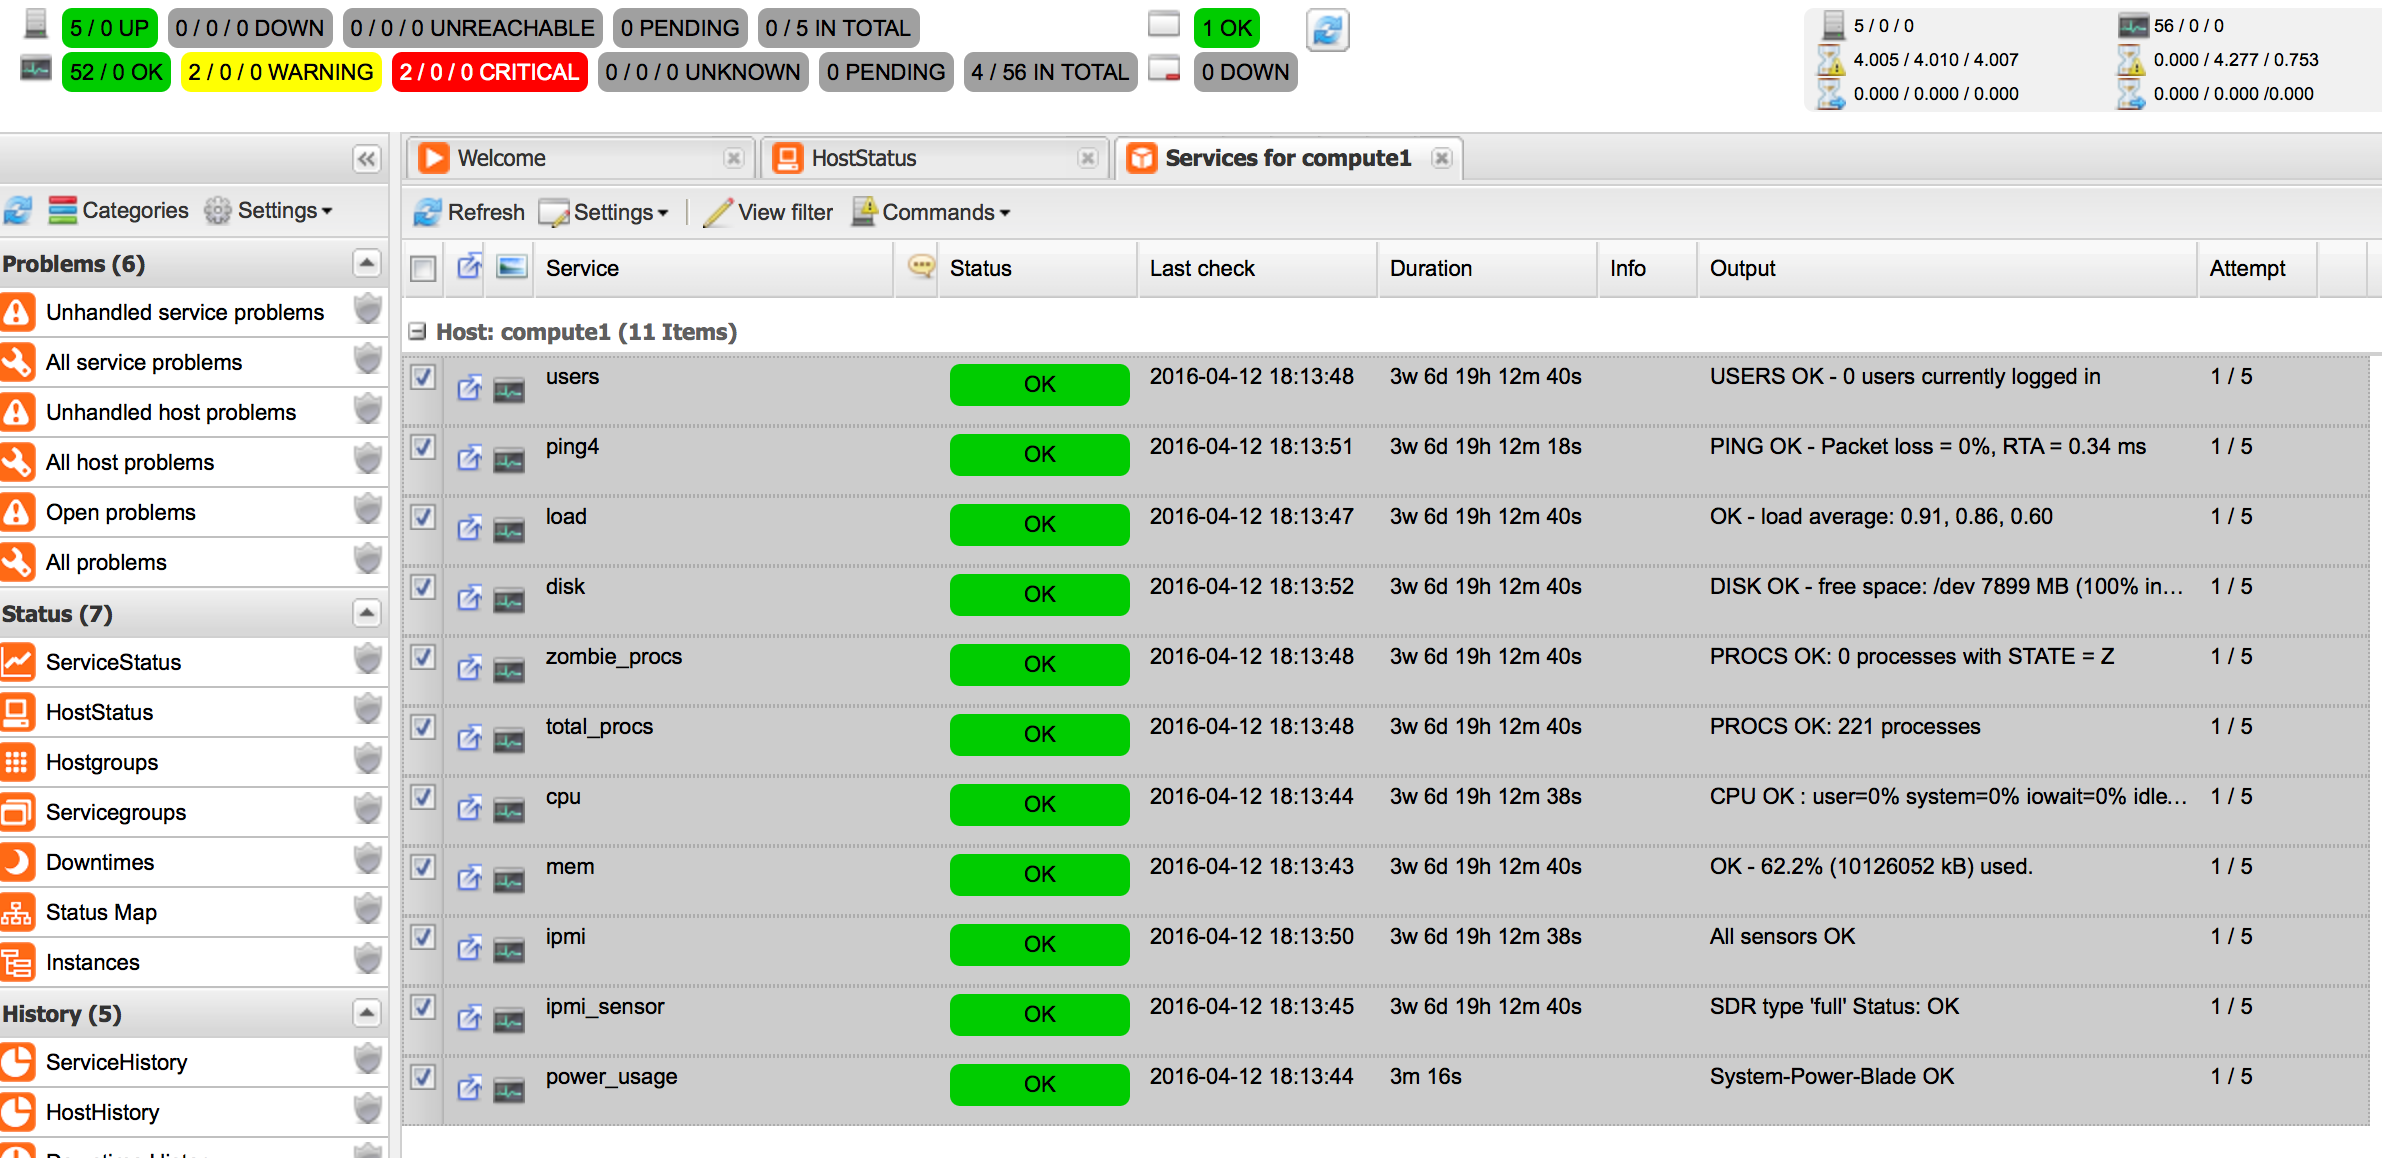 5 / 0 UP 0 / 0 / 0 DOWN 0 / 0 / 0 UNREACHABLE 0 PENDING 0 / 5 IN TOTAL 1 OK
52 / 0 OK 2 / 0 / 0 WARNING 2 / 0 / 0 CRITICAL 0 / 0 / 0 UNKNOWN 0 PENDING 4 / 56 IN TOTAL 0 DOWN
5 / 0 / 0 56 / 0 / 0
4.005 / 4.010 / 4.007 0.000 / 4.277 / 0.753
0.000 / 0.000 / 0.000 0.000 / 0.000 /0.000
Categories Settings
Problems (6)
Unhandled service problems
All service problems
Unhandled host problems
All host problems
Open problems
All problems
Status (7)
ServiceStatus
HostStatus
Hostgroups
Servicegroups
Downtimes
Status Map
Instances
History (5)
ServiceHistory
HostHistory
Welcome HostStatus Services for compute1
Refresh Settings View filter Commands
Service Status Last check Duration Info Output Attempt
Host: compute1 (11 Items)
users OK 2016-04-12 18:13:48 3w 6d 19h 12m 40s USERS OK - 0 users currently logged in 1 / 5
ping4 OK 2016-04-12 18:13:51 3w 6d 19h 12m 18s PING OK - Packet loss = 0%, RTA = 0.34 ms 1 / 5
load OK 2016-04-12 18:13:47 3w 6d 19h 12m 40s OK - load average: 0.91, 0.86, 0.60 1 / 5
disk OK 2016-04-12 18:13:52 3w 6d 19h 12m 40s DISK OK - free space: /dev 7899 MB (100% in... 1 / 5
zombie_procs OK 2016-04-12 18:13:48 3w 6d 19h 12m 40s PROCS OK: 0 processes with STATE = Z 1 / 5
total_procs OK 2016-04-12 18:13:48 3w 6d 19h 12m 40s PROCS OK: 221 processes 1 / 5
cpu OK 2016-04-12 18:13:44 3w 6d 19h 12m 38s CPU OK : user=0% system=0% iowait=0% idle... 1 / 5
mem OK 2016-04-12 18:13:43 3w 6d 19h 12m 40s OK - 62.2% (10126052 kB) used. 1 / 5
ipmi OK 2016-04-12 18:13:50 3w 6d 19h 12m 38s All sensors OK 1 / 5
ipmi_sensor OK 2016-04-12 18:13:45 3w 6d 19h 12m 40s SDR type 'full' Status: OK 1 / 5
power_usage OK 2016-04-12 18:13:44 3m 16s System-Power-Blade OK 1 / 5